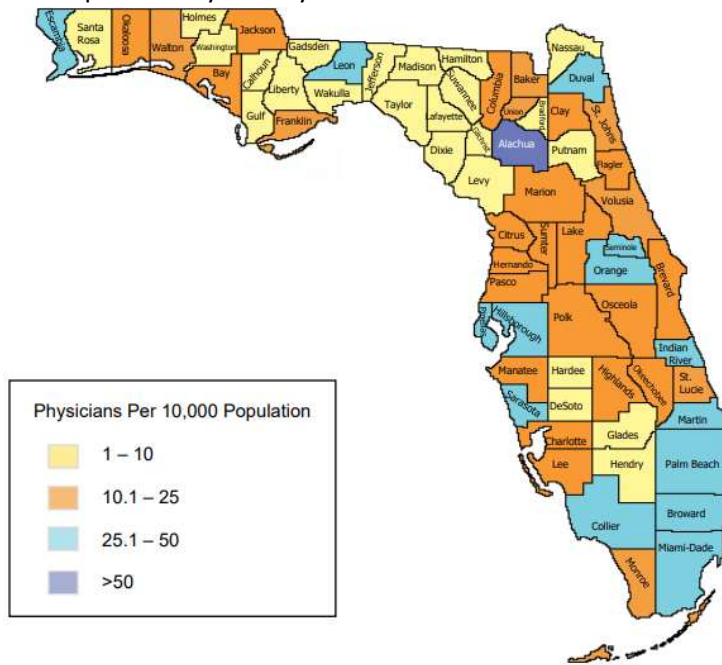 Escambia
Santa
Rosa
Okaloosa
Walton
Holmes
Washington
Jackson
Bay
Calhoun
Gulf
Liberty
Gadsden
Leon
Wakulla
Franklin
Jefferson
Madison
Taylor
Hamilton
Suwannee
Lafayette
Dixie
Gilchrist
Levy
Columbia
Baker
Union
Bradford
Alachua
Nassau
Duval
Clay
St. Johns
Putnam
Flagler
Marion
Volusia
Citrus
Sumter
Lake
Hernando
Pasco
Seminole
Orange
Brevard
Pinellas
Hillsborough
Polk
Osceola
Indian
River
Manatee
Hardee
Highlands
Okeechobee
St.
Lucie
Sarasota
DeSoto
Martin
Charlotte
Glades
Lee
Hendry
Palm Beach
Collier
Broward
Monroe
Miami-Dade
Physicians Per 10,000 Population
1 – 10
10.1 – 25
25.1 – 50
>50